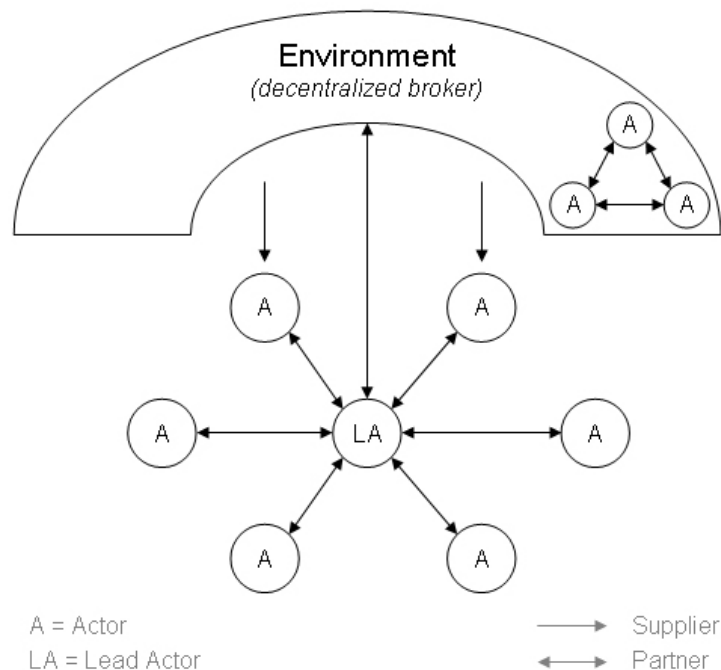 Environment
(decentralized broker)
A
A
A
A
A
A
LA
A
A
A
A = Actor
Supplier
LA = Lead Actor
Partner